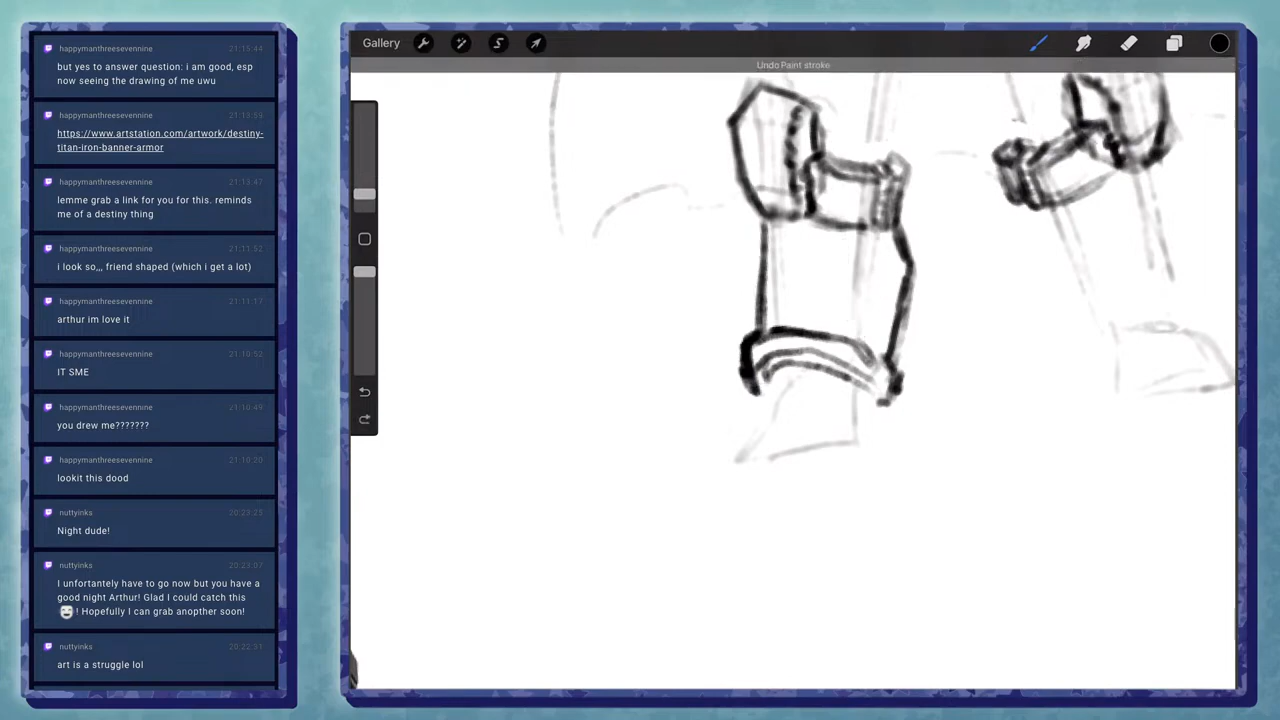 happymanthreesevennine 21:15:44
but yes to answer question: i am good, esp
now seeing the drawing of me uwu
happymanthreesevennine 21:13:54
https://www.artstation.com/artwork/destiny-
titan-iron-banner-armor
happymanthreesevennine 21:13:47
lemme grab a link for you for this. reminds
me of a destiny thing
happymanthreesevennine 21:11:52
i look so,,, friend shaped (which i get a lot)
happymanthreesevennine 21:11:17
arthur im love it
happymanthreesevennine 21:10:52
IT SME
happymanthreesevennine 21:10:49
you drew me???????
happymanthreesevennine 21:10:20
lookit this dood
nuttyinks 20:23:23
Night dude!
nuttyinks 20:23:07
I unfortantely have to go now but you have a
good night Arthur! Glad I could catch this
! Hopefully I can grab anopther soon!
nuttyinks 20:22:31
art is a struggle lol
Gallery
Undo Paint stroke